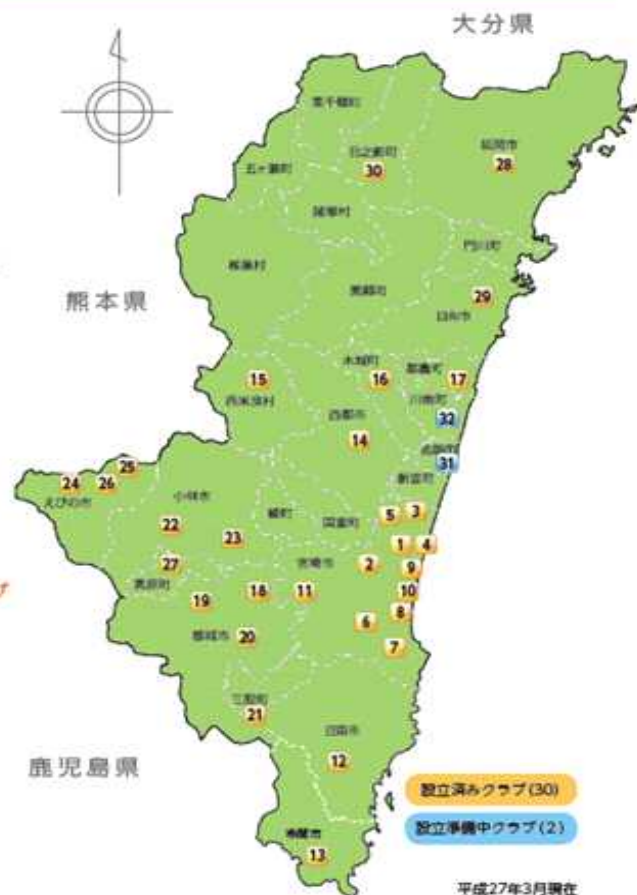 大分県
高千穂町
日之影町
延岡市
28
30
五ヶ瀬町
諸塚村
門川町
椎葉村
美郷町
29
熊本県
日向市
木城町
15
16
都農町
17
西米良村
川南町
西都市
32
14
高鍋町
31
25
新富町
24
26
えびの市
小林市
5
3
22
綾町
国富町
23
1
4
27
宮崎市
2
9
高原町
18
11
10
19
8
6
都城市
20
7
三股町
21
日南市
12
鹿児島県
設立済みクラブ(30)
設立準備中クラブ(2)
串間市
13
平成27年3月現在